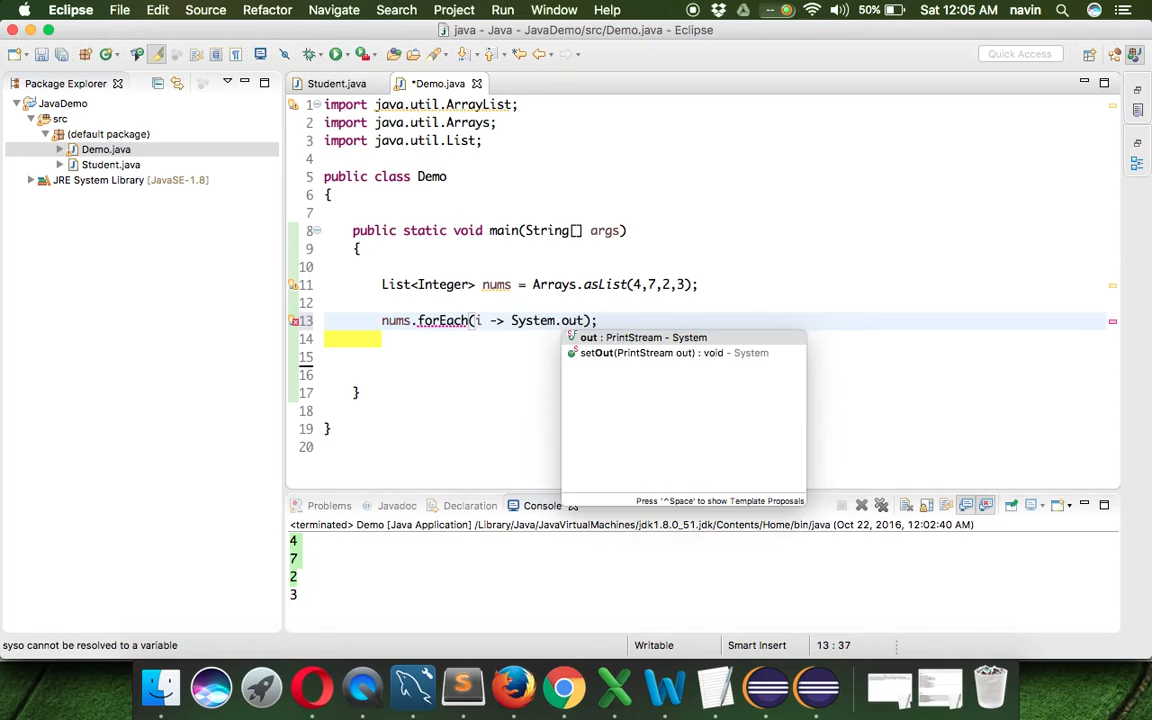 Eclipse File Edit Source Refactor Navigate Search Project Run Window Help 50% Sat 12:05 AM navin
java - Java - JavaDemo/src/Demo.java - Eclipse
Quick Access
Package Explorer
JavaDemo
src
(default package)
Demo.java
Student.java
JRE System Library [JavaSE-1.8]
Student.java *Demo.java
1 import java.util.ArrayList;
2 import java.util.Arrays;
3 import java.util.List;
4
5 public class Demo
6 {
7
8 public static void main(String[] args)
9 {
10
11 List<Integer> nums = Arrays.asList(4,7,2,3);
12
13 nums.forEach(i -> System.out);
14
15
16
17 }
18
19 }
20
out : PrintStream - System
setOut(PrintStream out) : void - System
Press '^Space' to show Template Proposals
Problems @ Javadoc Declaration Console
<terminated> Demo [Java Application] /Library/Java/JavaVirtualMachines/jdk1.8.0_51.jdk/Contents/Home/bin/java (Oct 22, 2016, 12:02:40 AM)
4
7
2
3
syso cannot be resolved to a variable Writable Smart Insert 13 : 37